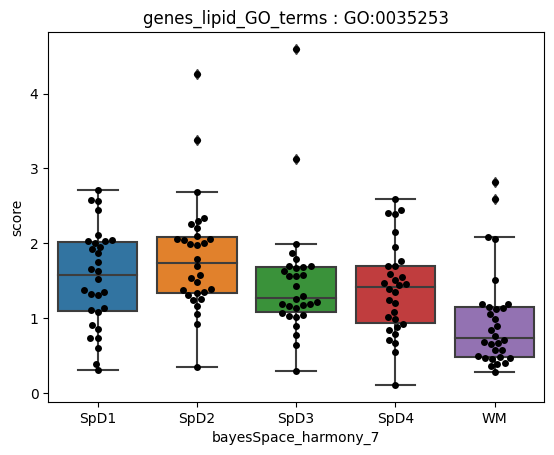 genes_lipid_GO_terms : GO:0035253
4
3
2
1
0
score
SpD1 SpD2 SpD3 SpD4 WM
bayesSpace_harmony_7